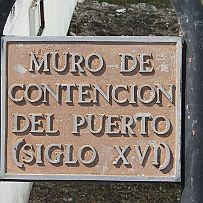 MURO DE
CONTENCION
DEL PUERTO
(SIGLO XVI)